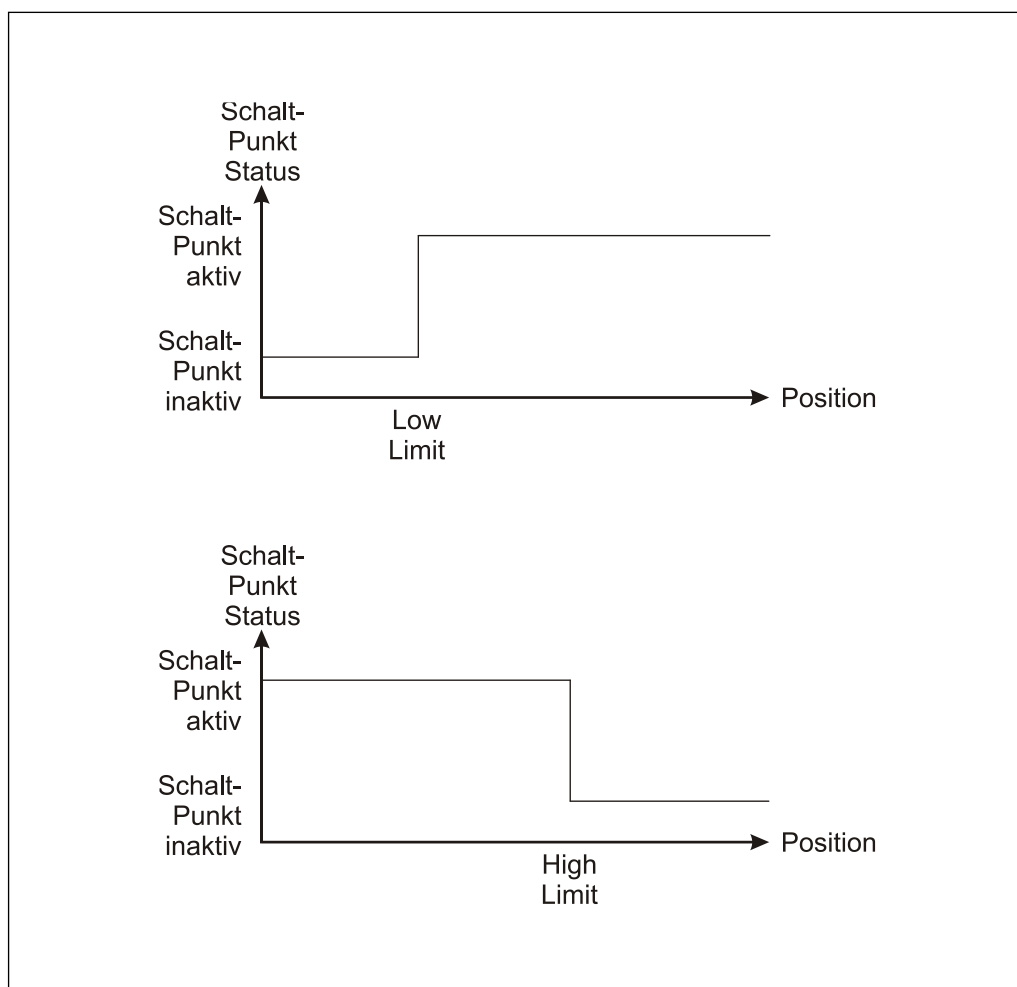 Schalt-
Punkt
Status
Schalt-
Punkt
aktiv
Schalt-
Punkt
inaktiv
Position
Low
Limit
Schalt-
Punkt
Status
Schalt-
Punkt
aktiv
Schalt-
Punkt
inaktiv
Position
High
Limit